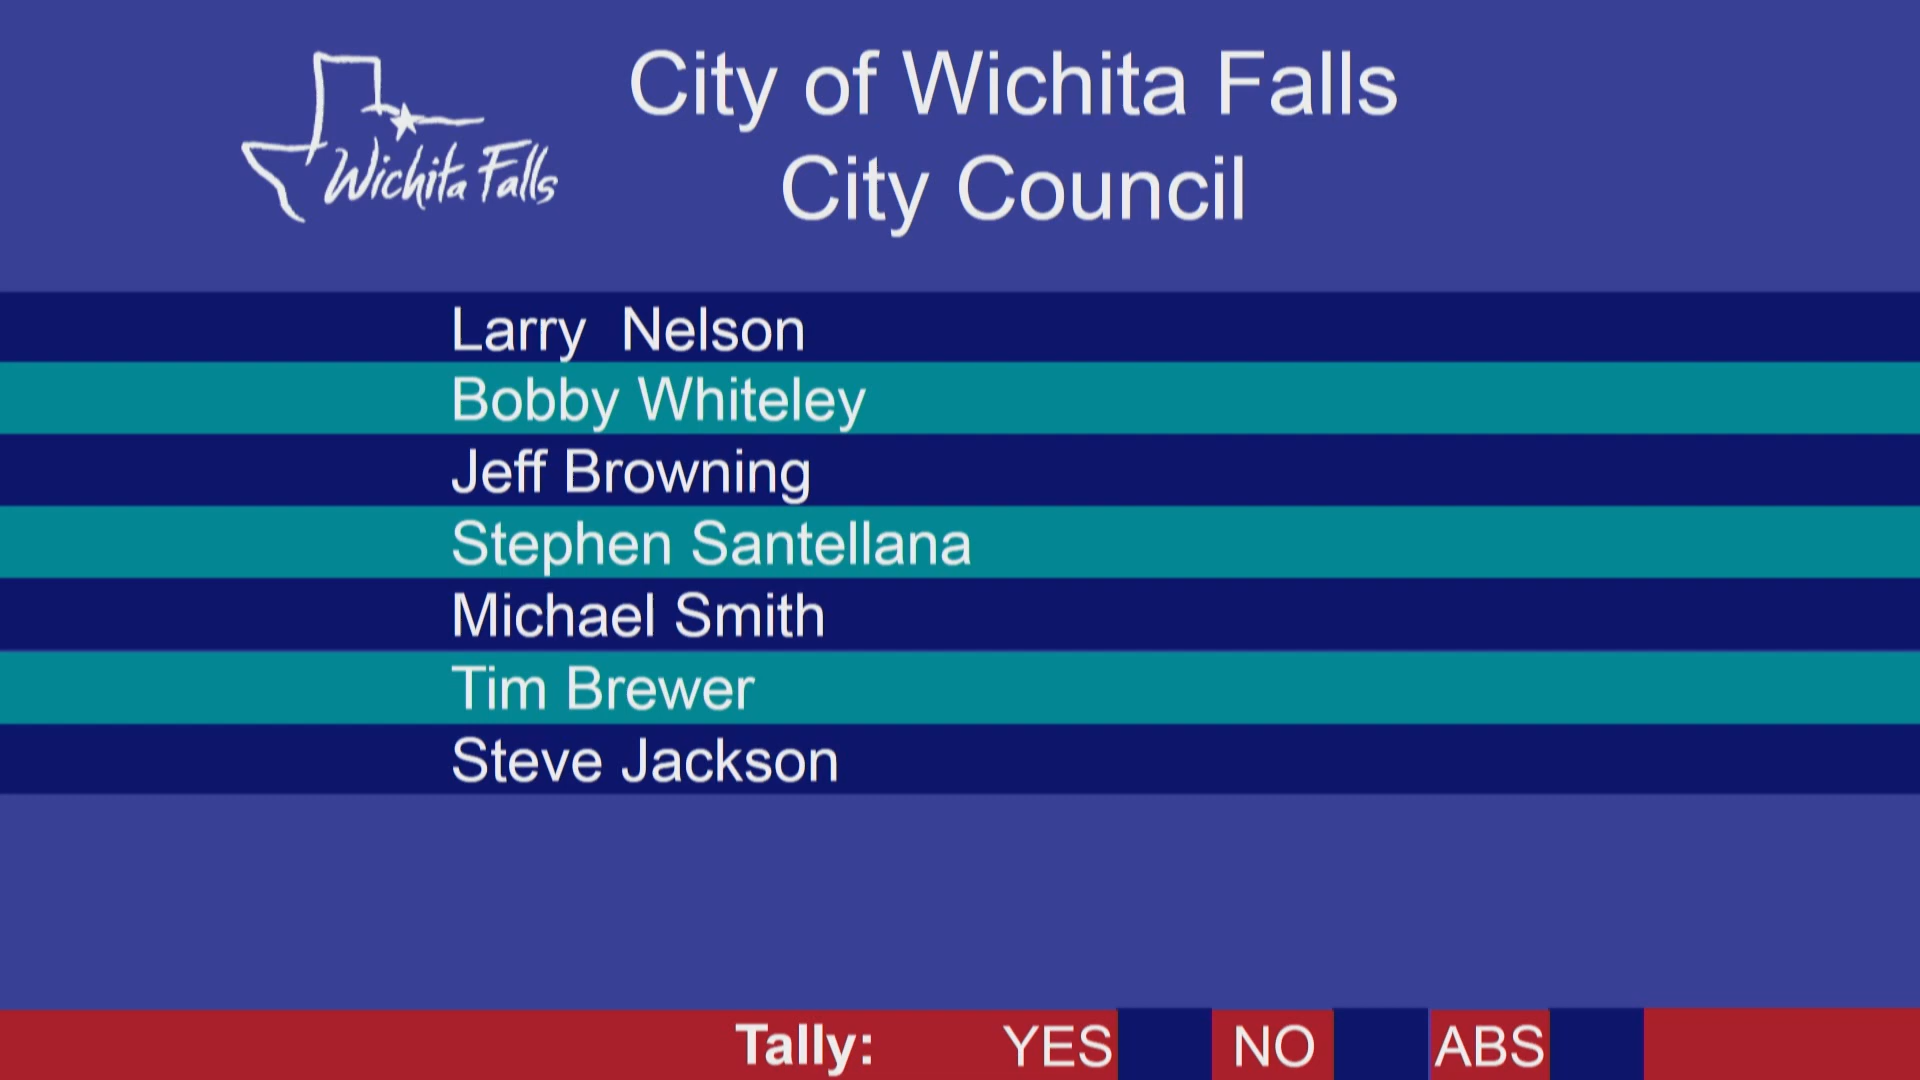 Wichita Falls
City of Wichita Falls
City Council
Larry  Nelson
Bobby Whiteley
Jeff Browning
Stephen Santellana
Michael Smith
Tim Brewer
Steve Jackson
Tally: YES NO ABS